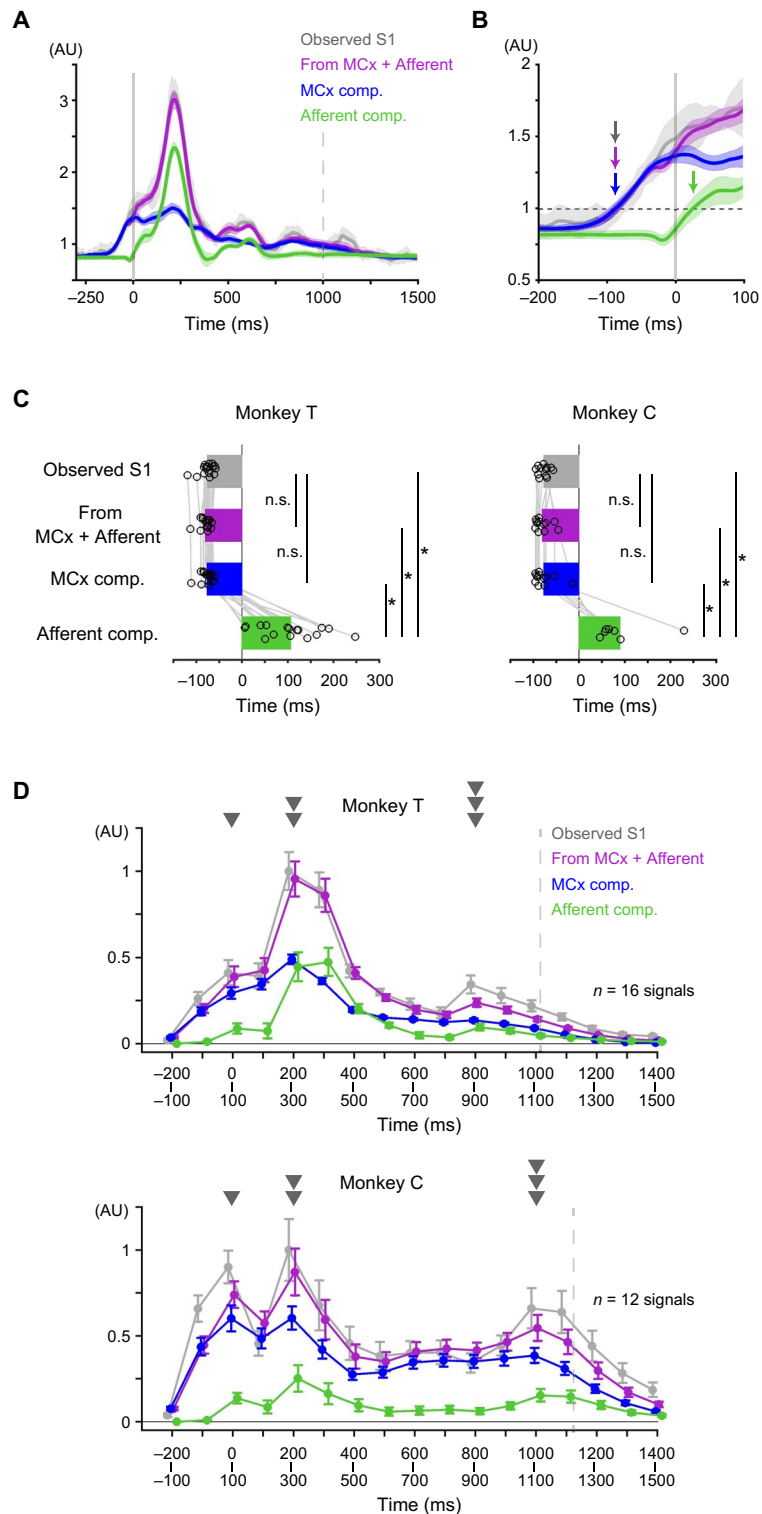 A
(AU)
Observed S1
From MCx + Afferent
MCx comp.
Afferent comp.
3
2
1
–250 0 500 1000 1500
Time (ms)
B
(AU)
2
1.5
1
0.5
–200 –100 0 100
Time (ms)
C
Monkey T
Monkey C
Observed S1
From
MCx + Afferent
MCx comp.
Afferent comp.
n.s.
n.s.
*
*
*
n.s.
n.s.
*
*
*
–100 0 100 200 300
Time (ms)
–100 0 100 200 300
Time (ms)
D
Monkey T
(AU)
Observed S1
From MCx + Afferent
MCx comp.
Afferent comp.
1
0.5
0
n = 16 signals
–200 0 200 400 600 800 1000 1200 1400
–100 100 300 500 700 900 1100 1300 1500
Time (ms)
Monkey C
(AU)
1
0.5
0
n = 12 signals
–200 0 200 400 600 800 1000 1200 1400
–100 100 300 500 700 900 1100 1300 1500
Time (ms)